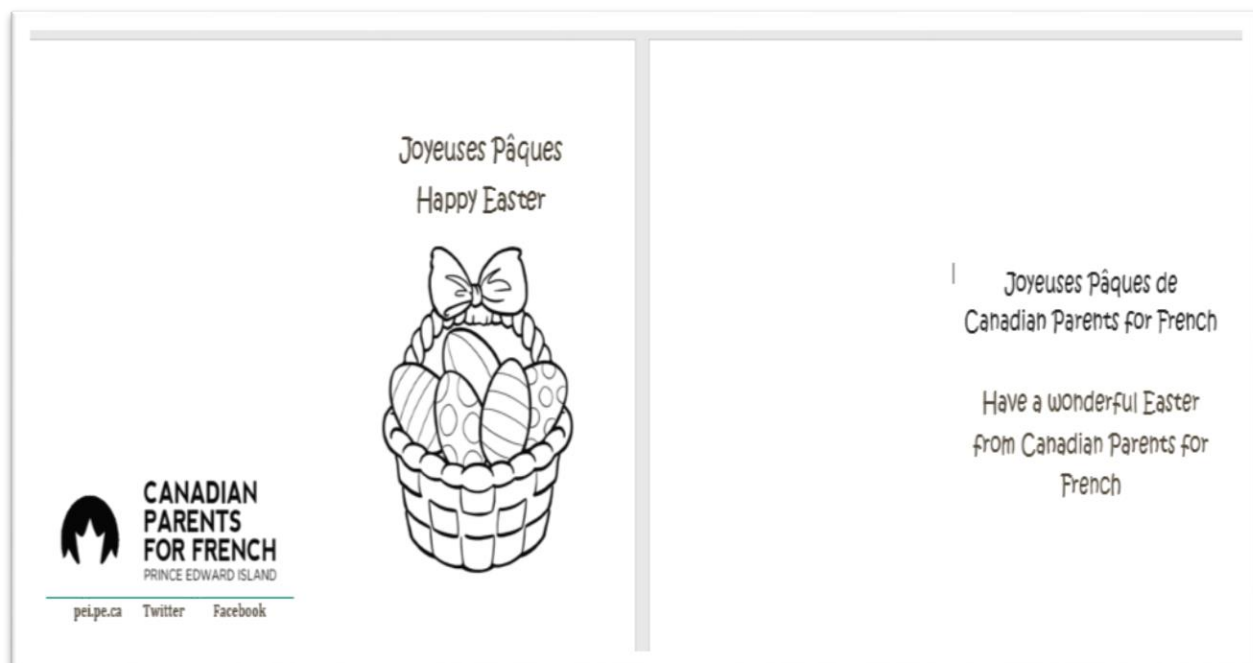 Joyeuses Pâques
Happy Easter
CANADIAN
PARENTS
FOR FRENCH
PRINCE EDWARD ISLAND
pei.pe.ca Twitter Facebook
Joyeuses Pâques de
Canadian Parents for French
Have a wonderful Easter
from Canadian Parents for
French